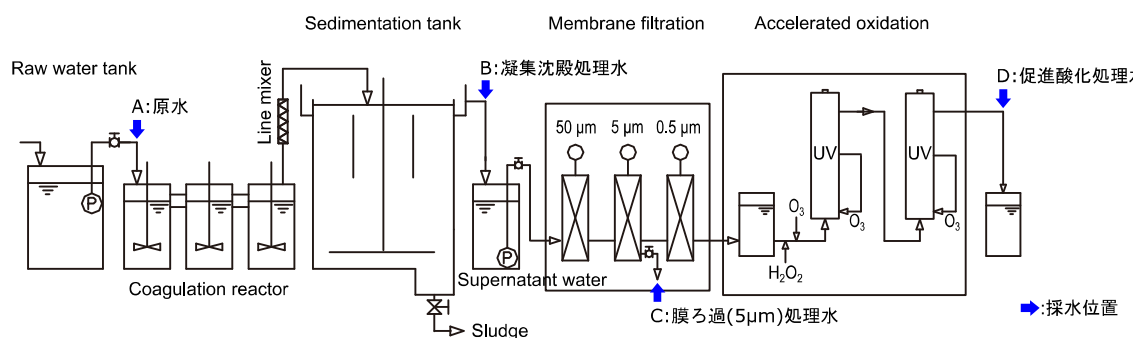 Sedimentation tank
Membrane filtration
Accelerated oxidation
Raw water tank
A:原水
Line mixer
B:凝集沈殿処理水
D:促進酸化処理水
50 µm
5 µm
0.5 µm
UV
UV
P
P
O₃
O₃
O₃
H₂O₂
Coagulation reactor
Supernatant water
Sludge
C:膜ろ過(5µm)処理水
:採水位置